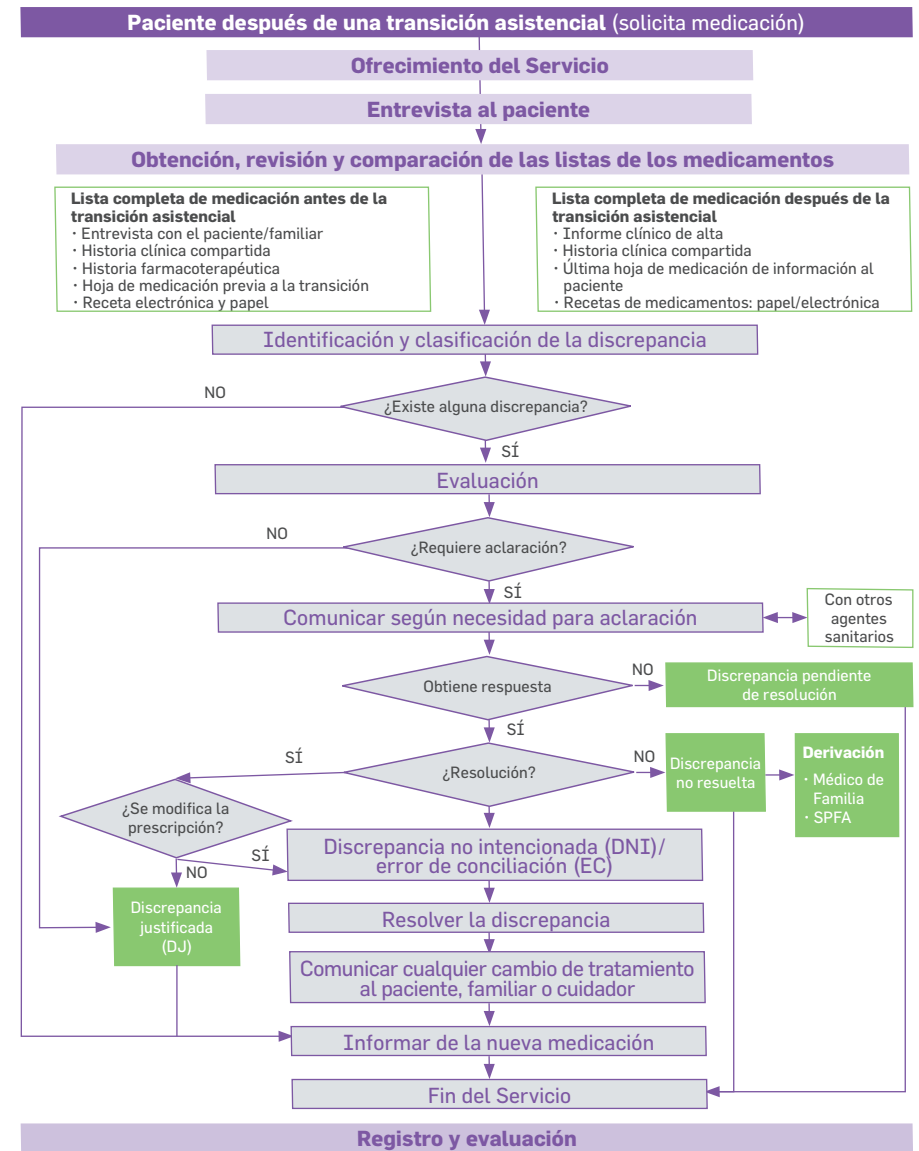 Paciente después de una transición asistencial (solicita medicación)
Ofrecimiento del Servicio
Entrevista al paciente
Obtención, revisión y comparación de las listas de los medicamentos
Lista completa de medicación antes de la
transición asistencial
· Entrevista con el paciente/familiar
· Historia clínica compartida
· Historia farmacoterapéutica
· Hoja de medicación previa a la transición
· Receta electrónica y papel
Lista completa de medicación después de la
transición asistencial
· Informe clínico de alta
· Historia clínica compartida
· Última hoja de medicación de información al
paciente
· Recetas de medicamentos: papel/electrónica
Identificación y clasificación de la discrepancia
NO
¿Existe alguna discrepancia?
SÍ
Evaluación
NO
¿Requiere aclaración?
SÍ
Comunicar según necesidad para aclaración
Con otros
agentes
sanitarios
Obtiene respuesta
NO
Discrepancia pendiente
de resolución
SÍ
SÍ
¿Resolución?
NO
Discrepancia
no resuelta
Derivación
· Médico de
Familia
· SPFA
¿Se modifica la
prescripción?
SÍ
NO
Discrepancia no intencionada (DNI)/
error de conciliación (EC)
Discrepancia
justificada
(DJ)
Resolver la discrepancia
Comunicar cualquier cambio de tratamiento
al paciente, familiar o cuidador
Informar de la nueva medicación
Fin del Servicio
Registro y evaluación